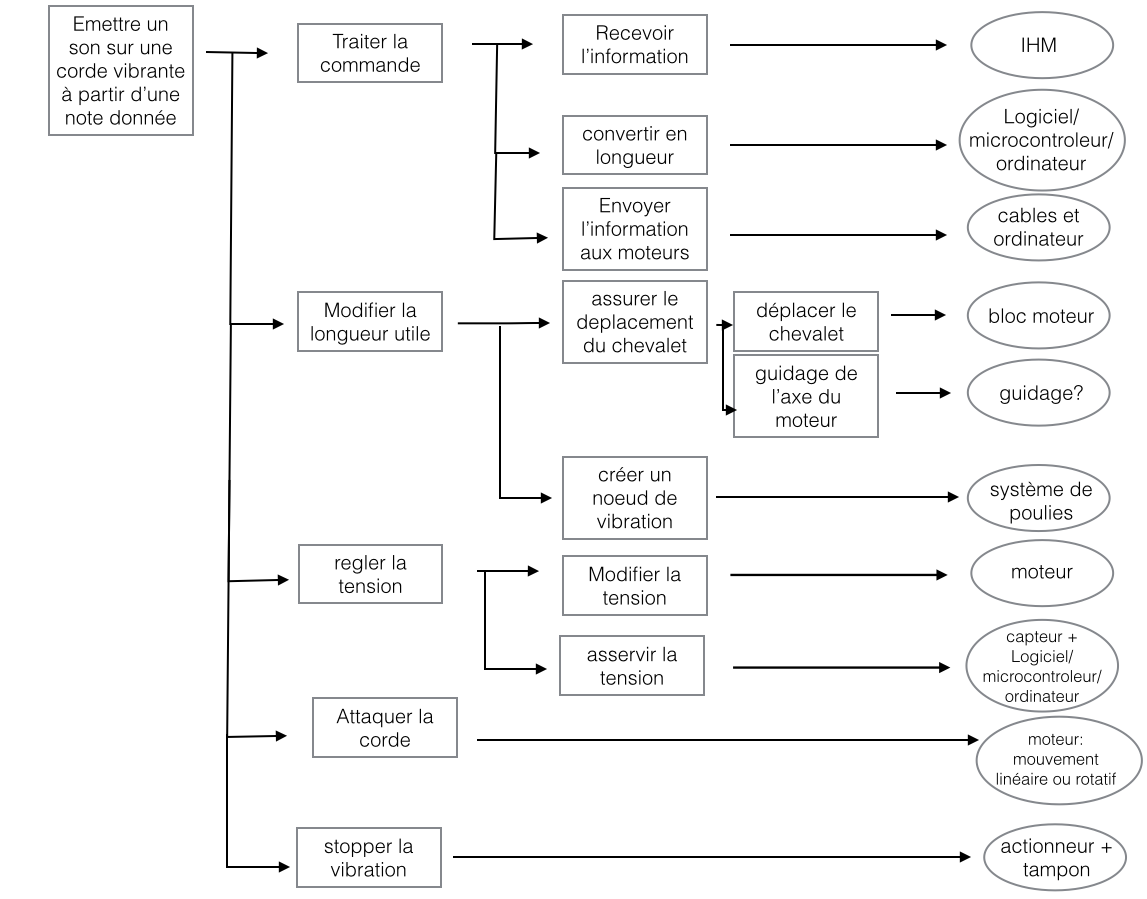 Emettre un
son sur une
corde vibrante
à partir d’une
note donnée
Traiter la
commande
Recevoir
l’information
IHM
convertir en
longueur
Logiciel/
microcontroleur/
ordinateur
Envoyer
l’information
aux moteurs
cables et
ordinateur
Modifier la
longueur utile
assurer le
deplacement
du chevalet
déplacer le
chevalet
bloc moteur
guidage de
l’axe du
moteur
guidage?
créer un
noeud de
vibration
système de
poulies
regler la
tension
Modifier la
tension
moteur
asservir la
tension
capteur +
Logiciel/
microcontroleur/
ordinateur
Attaquer la
corde
moteur:
mouvement
linéaire ou rotatif
stopper la
vibration
actionneur +
tampon